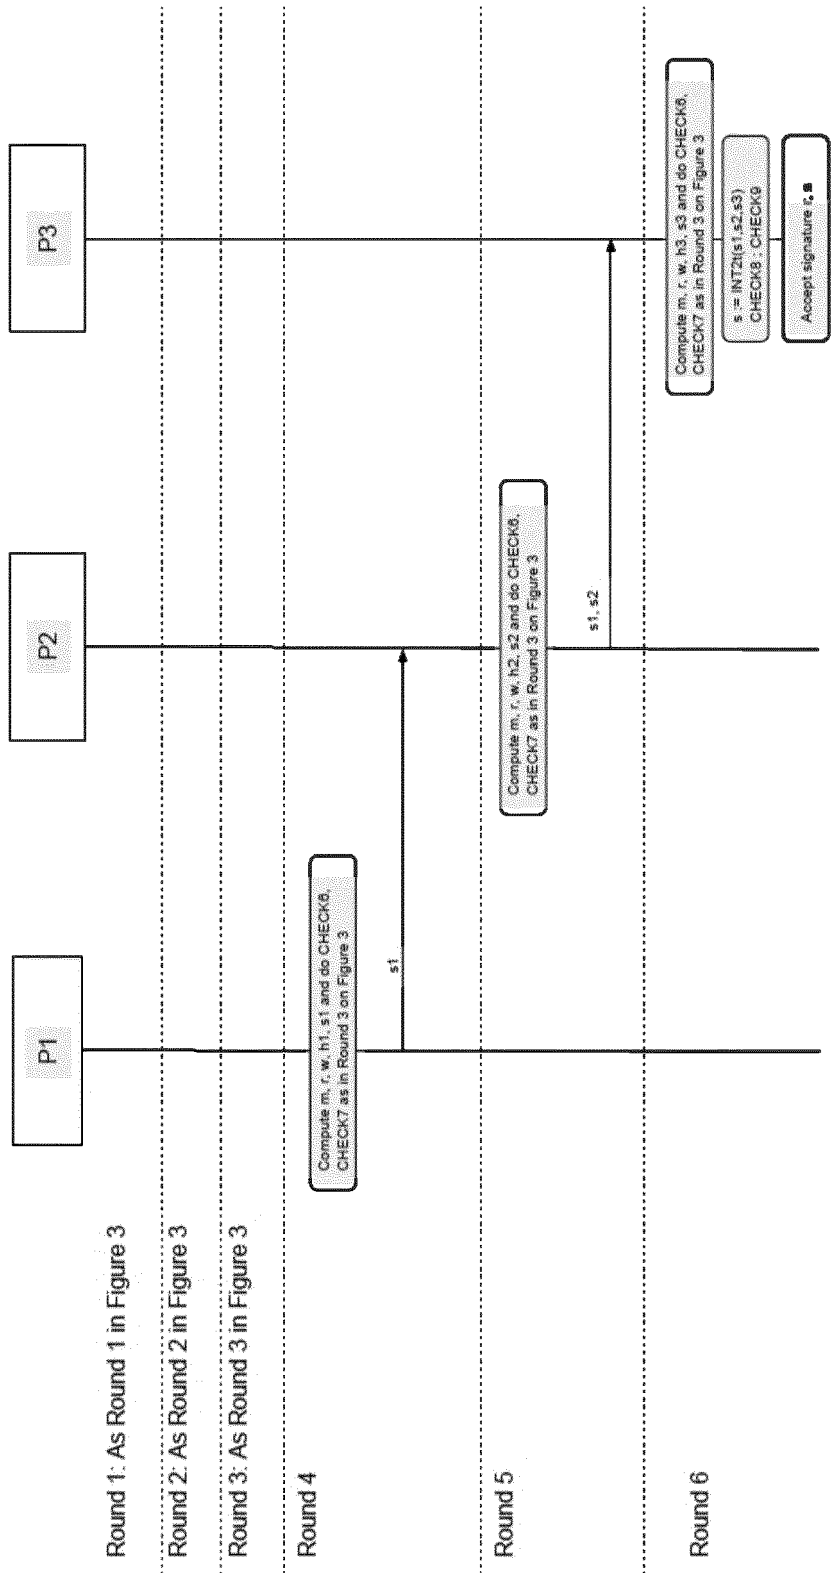 P1
P2
P3
Round 1: As Round 1 in Figure 3
Round 2: As Round 2 in Figure 3
Round 3: As Round 3 in Figure 3
Round 4
Compute m, r, w, h1, s1 and do CHECK6,
CHECK7 as in Round 3 on Figure 3
s1
Round 5
Compute m, r, w, h2, s2 and do CHECK6,
CHECK7 as in Round 3 on Figure 3
s1, s2
Round 6
Compute m, r, w, h3, s3 and do CHECK6,
CHECK7 as in Round 3 on Figure 3
s := INT2t(s1,s2,s3)
CHECK8 : CHECK9
Accept signature r, s